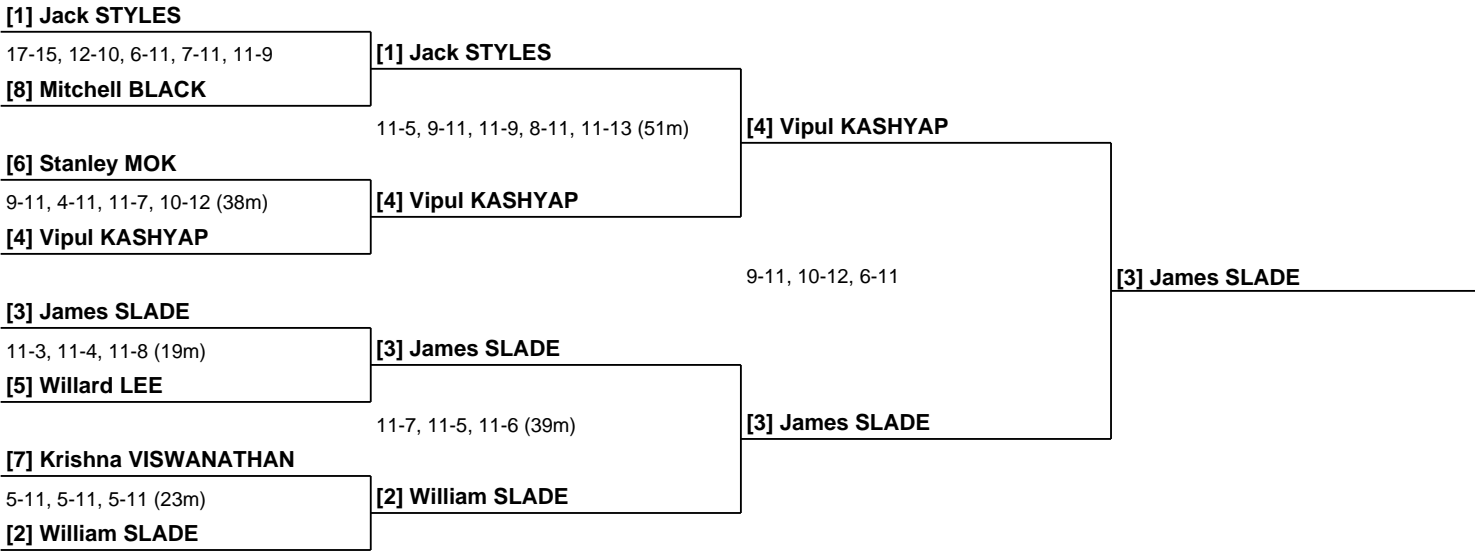 [1] Jack STYLES
17-15, 12-10, 6-11, 7-11, 11-9
[8] Mitchell BLACK
[1] Jack STYLES
11-5, 9-11, 11-9, 8-11, 11-13 (51m)
[4] Vipul KASHYAP
[6] Stanley MOK
9-11, 4-11, 11-7, 10-12 (38m)
[4] Vipul KASHYAP
[4] Vipul KASHYAP
9-11, 10-12, 6-11
[3] James SLADE
[3] James SLADE
11-3, 11-4, 11-8 (19m)
[5] Willard LEE
[3] James SLADE
11-7, 11-5, 11-6 (39m)
[3] James SLADE
[7] Krishna VISWANATHAN
5-11, 5-11, 5-11 (23m)
[2] William SLADE
[2] William SLADE